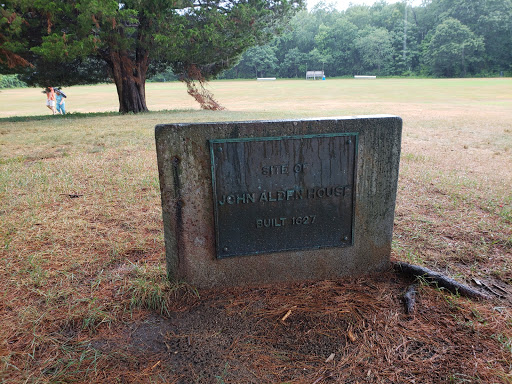 SITE OF
JOHN ALDEN HOUSE
BUILT 1627